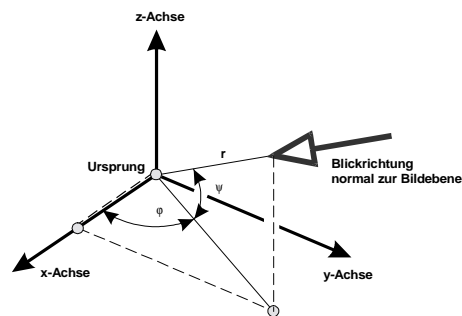 z-Achse
r
Ursprung
Blickrichtung
normal zur Bildebene
ψ
φ
x-Achse
y-Achse